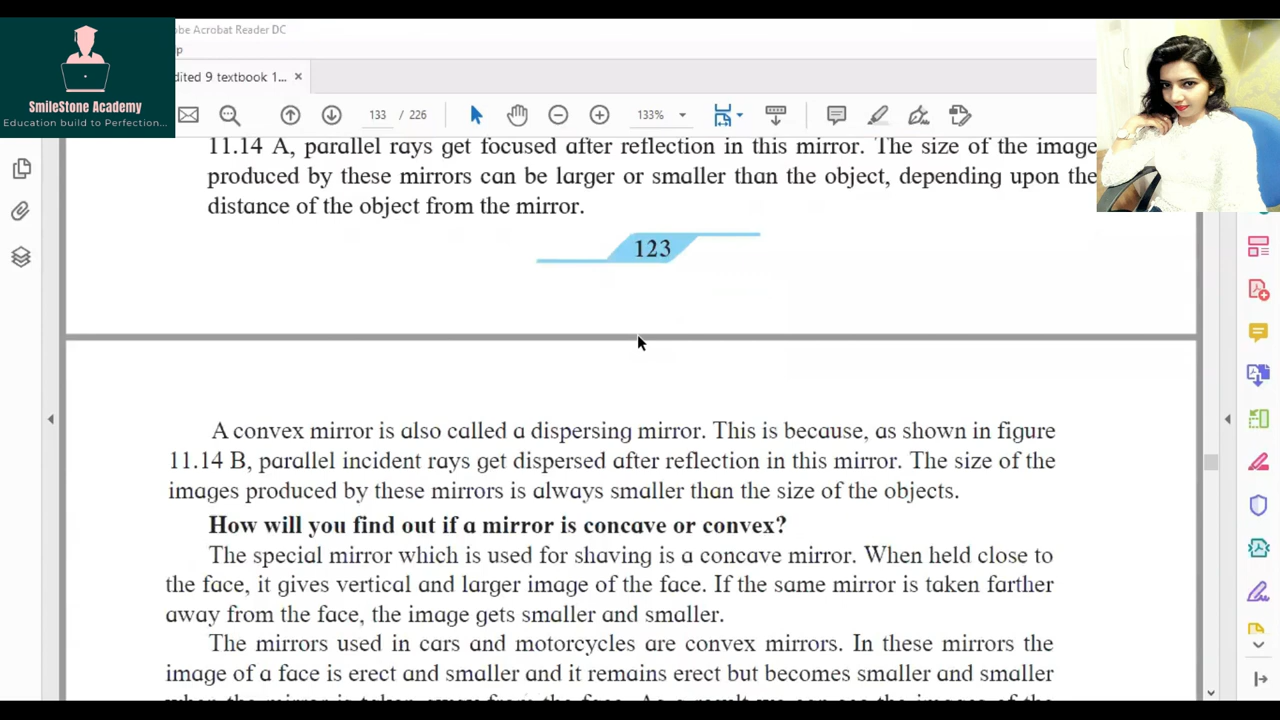 obe Acrobat Reader DC
p
dited 9 textbook 1... ×
133 / 226
133%
SmileStone Academy
Education build to Perfection...
11.14 A, parallel rays get focused after reflection in this mirror. The size of the image
produced by these mirrors can be larger or smaller than the object, depending upon the
distance of the object from the mirror.
123
A convex mirror is also called a dispersing mirror. This is because, as shown in figure
11.14 B, parallel incident rays get dispersed after reflection in this mirror. The size of the
images produced by these mirrors is always smaller than the size of the objects.
How will you find out if a mirror is concave or convex?
The special mirror which is used for shaving is a concave mirror. When held close to
the face, it gives vertical and larger image of the face. If the same mirror is taken farther
away from the face, the image gets smaller and smaller.
The mirrors used in cars and motorcycles are convex mirrors. In these mirrors the
image of a face is erect and smaller and it remains erect but becomes smaller and smaller